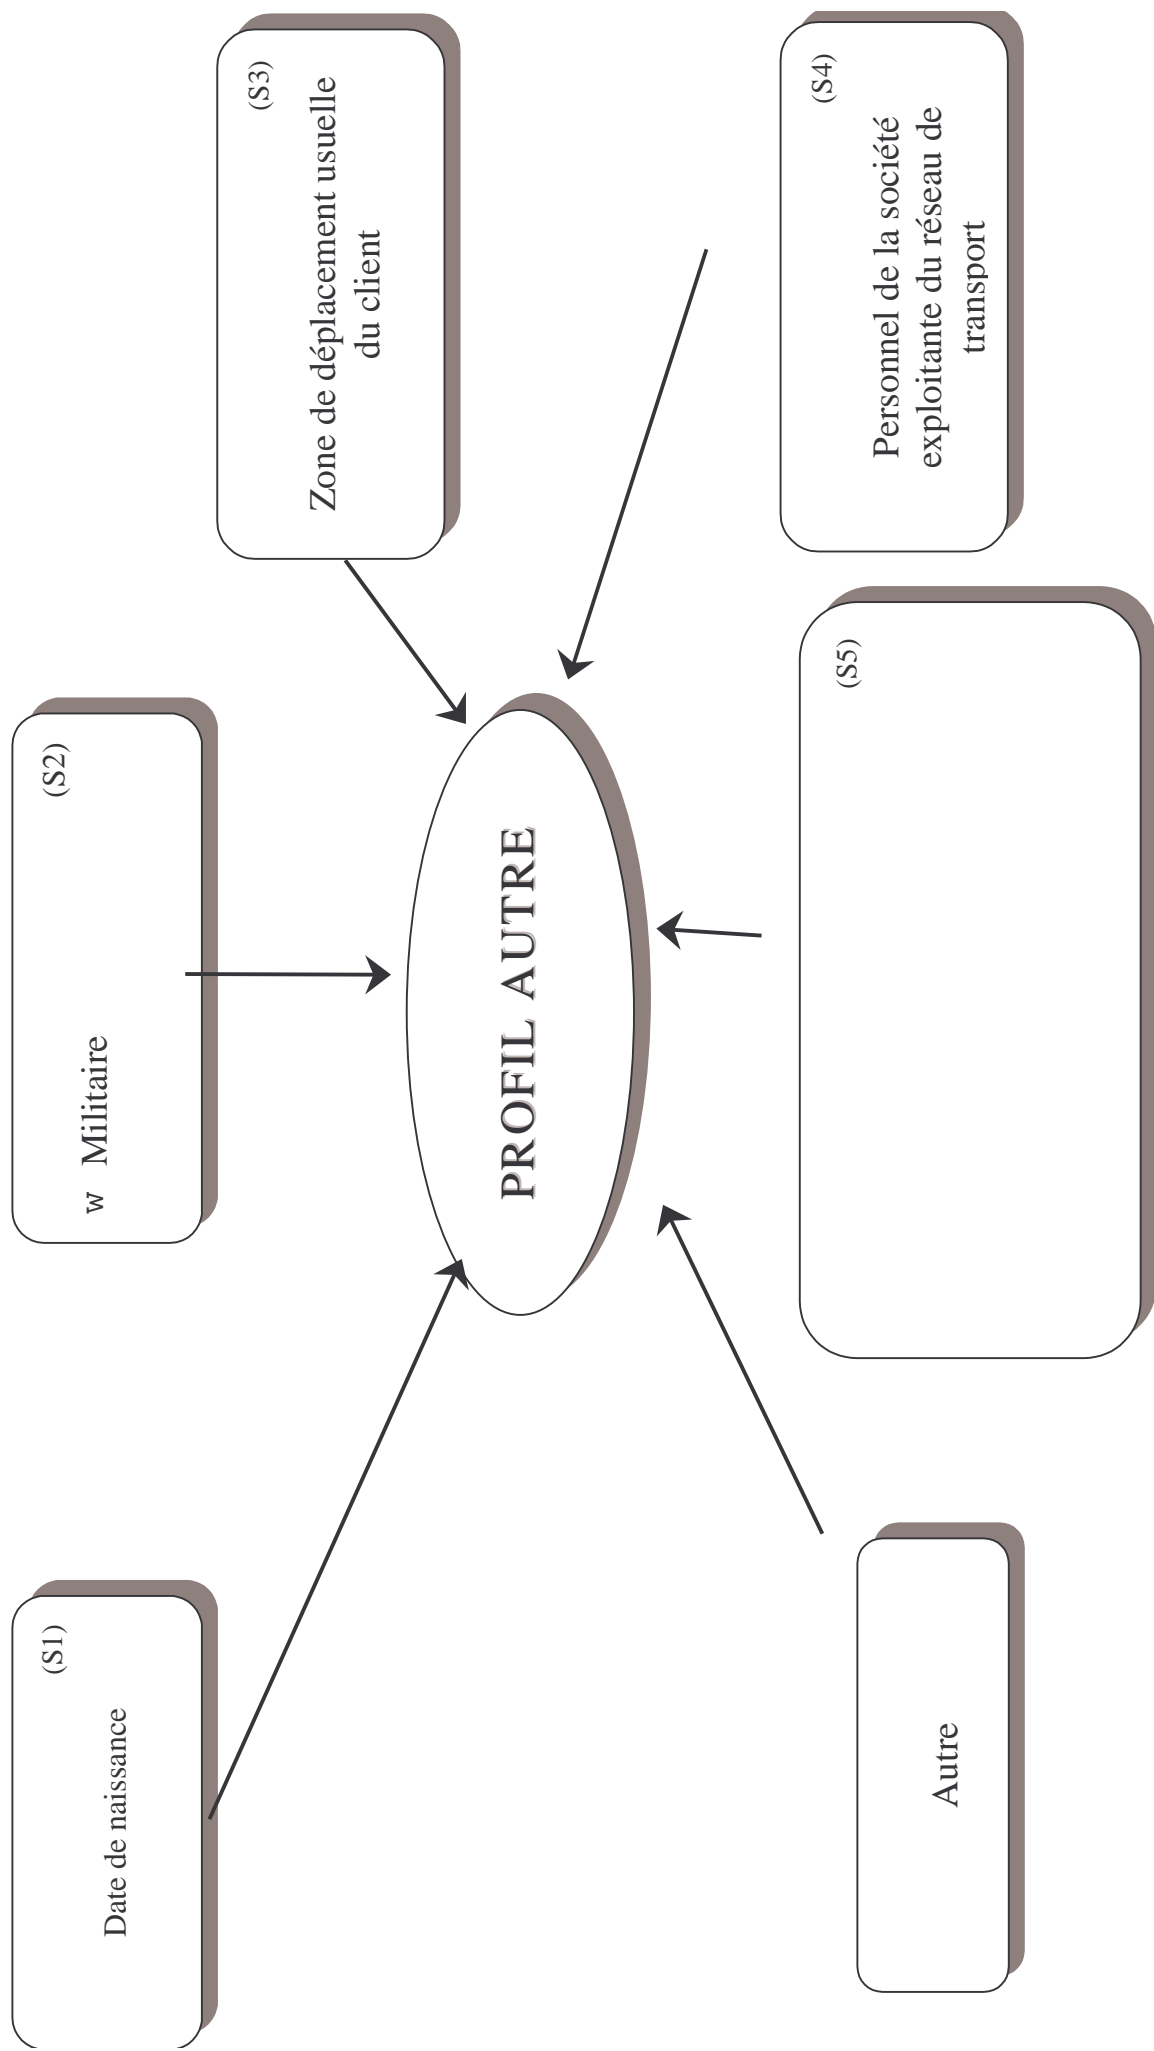 (S1)
Date de naissance
(S2)
w Militaire
(S3)
Zone de déplacement usuelle
du client
PROFIL AUTRE
Autre
(S5)
(S4)
Personnel de la société
exploitante du réseau de
transport